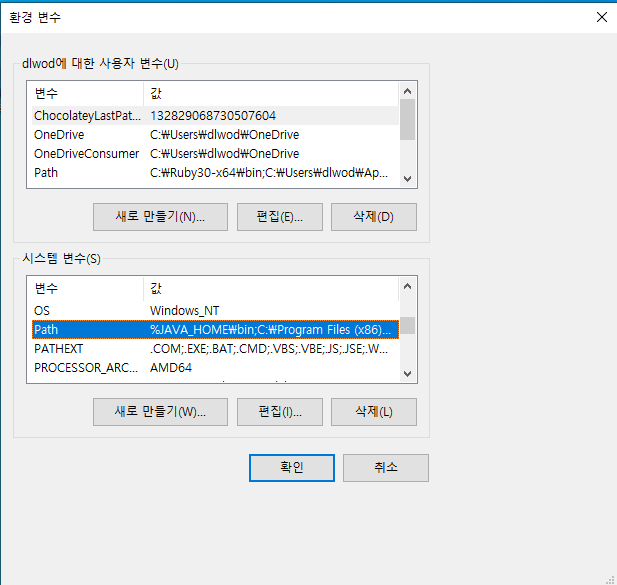 환경 변수
dlwod에 대한 사용자 변수(U)
변수 값
ChocolateyLastPat... 132829068730507604
OneDrive C:₩Users₩dlwod₩OneDrive
OneDriveConsumer C:₩Users₩dlwod₩OneDrive
Path C:₩Ruby30-x64₩bin;C:₩Users₩dlwod₩Ap...
새로 만들기(N)... 편집(E)... 삭제(D)
시스템 변수(S)
변수 값
OS Windows_NT
Path %JAVA_HOME₩bin;C:₩Program Files (x86)...
PATHEXT .COM;.EXE;.BAT;.CMD;.VBS;.VBE;.JS;.JSE;.W...
PROCESSOR_ARC... AMD64
새로 만들기(W)... 편집(I)... 삭제(L)
확인 취소